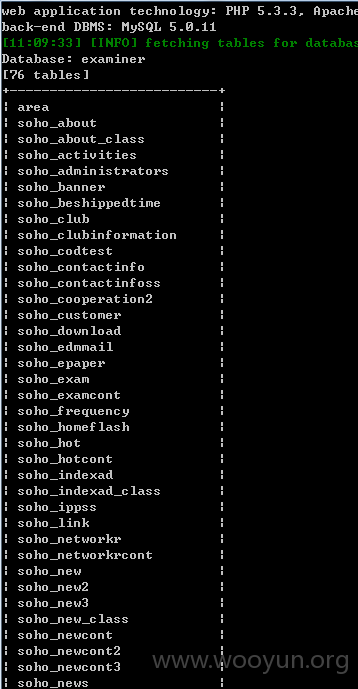 web application technology: PHP 5.3.3, Apache
back-end DBMS: MySQL 5.0.11
[11:09:33] [INFO] fetching tables for databas
Database: examiner
[76 tables]
+---------------------------+
| area |
| soho_about |
| soho_about_class |
| soho_activities |
| soho_administrators |
| soho_banner |
| soho_beshippedtime |
| soho_club |
| soho_clubinformation |
| soho_codtest |
| soho_contactinfo |
| soho_contactinfoss |
| soho_cooperation2 |
| soho_customer |
| soho_download |
| soho_edmmail |
| soho_epaper |
| soho_exam |
| soho_examcont |
| soho_frequency |
| soho_homeflash |
| soho_hot |
| soho_hotcont |
| soho_indexad |
| soho_indexad_class |
| soho_ippss |
| soho_link |
| soho_networkr |
| soho_networkrcont |
| soho_new |
| soho_new2 |
| soho_new3 |
| soho_new_class |
| soho_newcont |
| soho_newcont2 |
| soho_newcont3 |
| soho_news |
www.wooyun.org